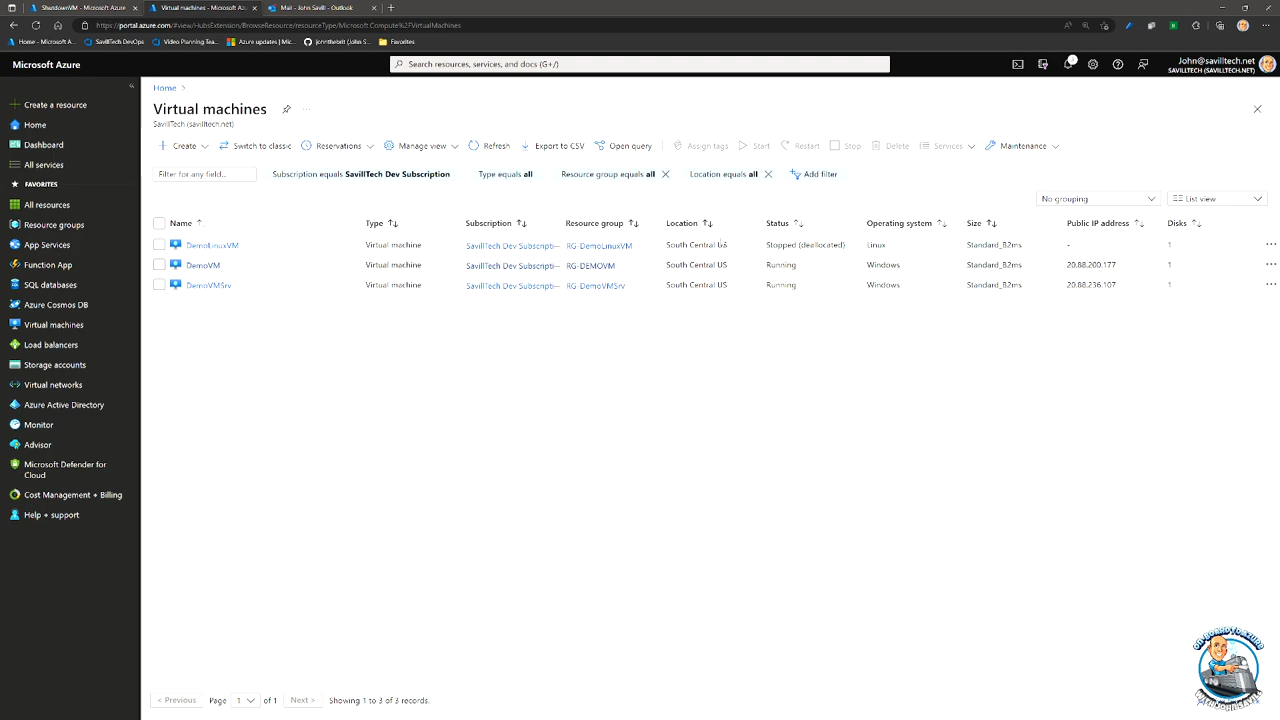 ShutdownVM - Microsoft Azure
Virtual machines - Microsoft Az
Mail - John Savill - Outlook
https://portal.azure.com/#view/HubsExtension/BrowseResource/resourceType/Microsoft.Compute%2FVirtualMachines
Home - Microsoft A...
SavillTech DevOps
Video Planning Tea...
Azure updates | Mic...
johnthebrit (John S...
Favorites
Microsoft Azure
Search resources, services, and docs (G+/)
1
John@savilltech.net
SAVILLTECH (SAVILLTECH.NET)
«
Create a resource
Home
Dashboard
All services
FAVORITES
All resources
Resource groups
App Services
Function App
SQL databases
Azure Cosmos DB
Virtual machines
Load balancers
Storage accounts
Virtual networks
Azure Active Directory
Monitor
Advisor
Microsoft Defender for
Cloud
Cost Management + Billing
Help + support
Home >
Virtual machines ...
SavillTech (savilltech.net)
Create Switch to classic Reservations Manage view Refresh Export to CSV Open query Assign tags Start Restart Stop Delete Services Maintenance
Filter for any field... Subscription equals SavillTech Dev Subscription Type equals all Resource group equals all Location equals all Add filter
No grouping List view
Name Type Subscription Resource group Location Status Operating system Size Public IP address Disks
DemoLinuxVM Virtual machine SavillTech Dev Subscripti... RG-DemoLinuxVM South Central US Stopped (deallocated) Linux Standard_B2ms - 1 ...
DemoVM Virtual machine SavillTech Dev Subscripti... RG-DEMOVM South Central US Running Windows Standard_B2ms 20.88.200.177 1 ...
DemoVMSrv Virtual machine SavillTech Dev Subscripti... RG-DemoVMSrv South Central US Running Windows Standard_B2ms 20.88.236.107 1 ...
< Previous Page 1 of 1 Next > Showing 1 to 3 of 3 records.
ON-BOARD TO AZURE
WITH JOHN SAVILL